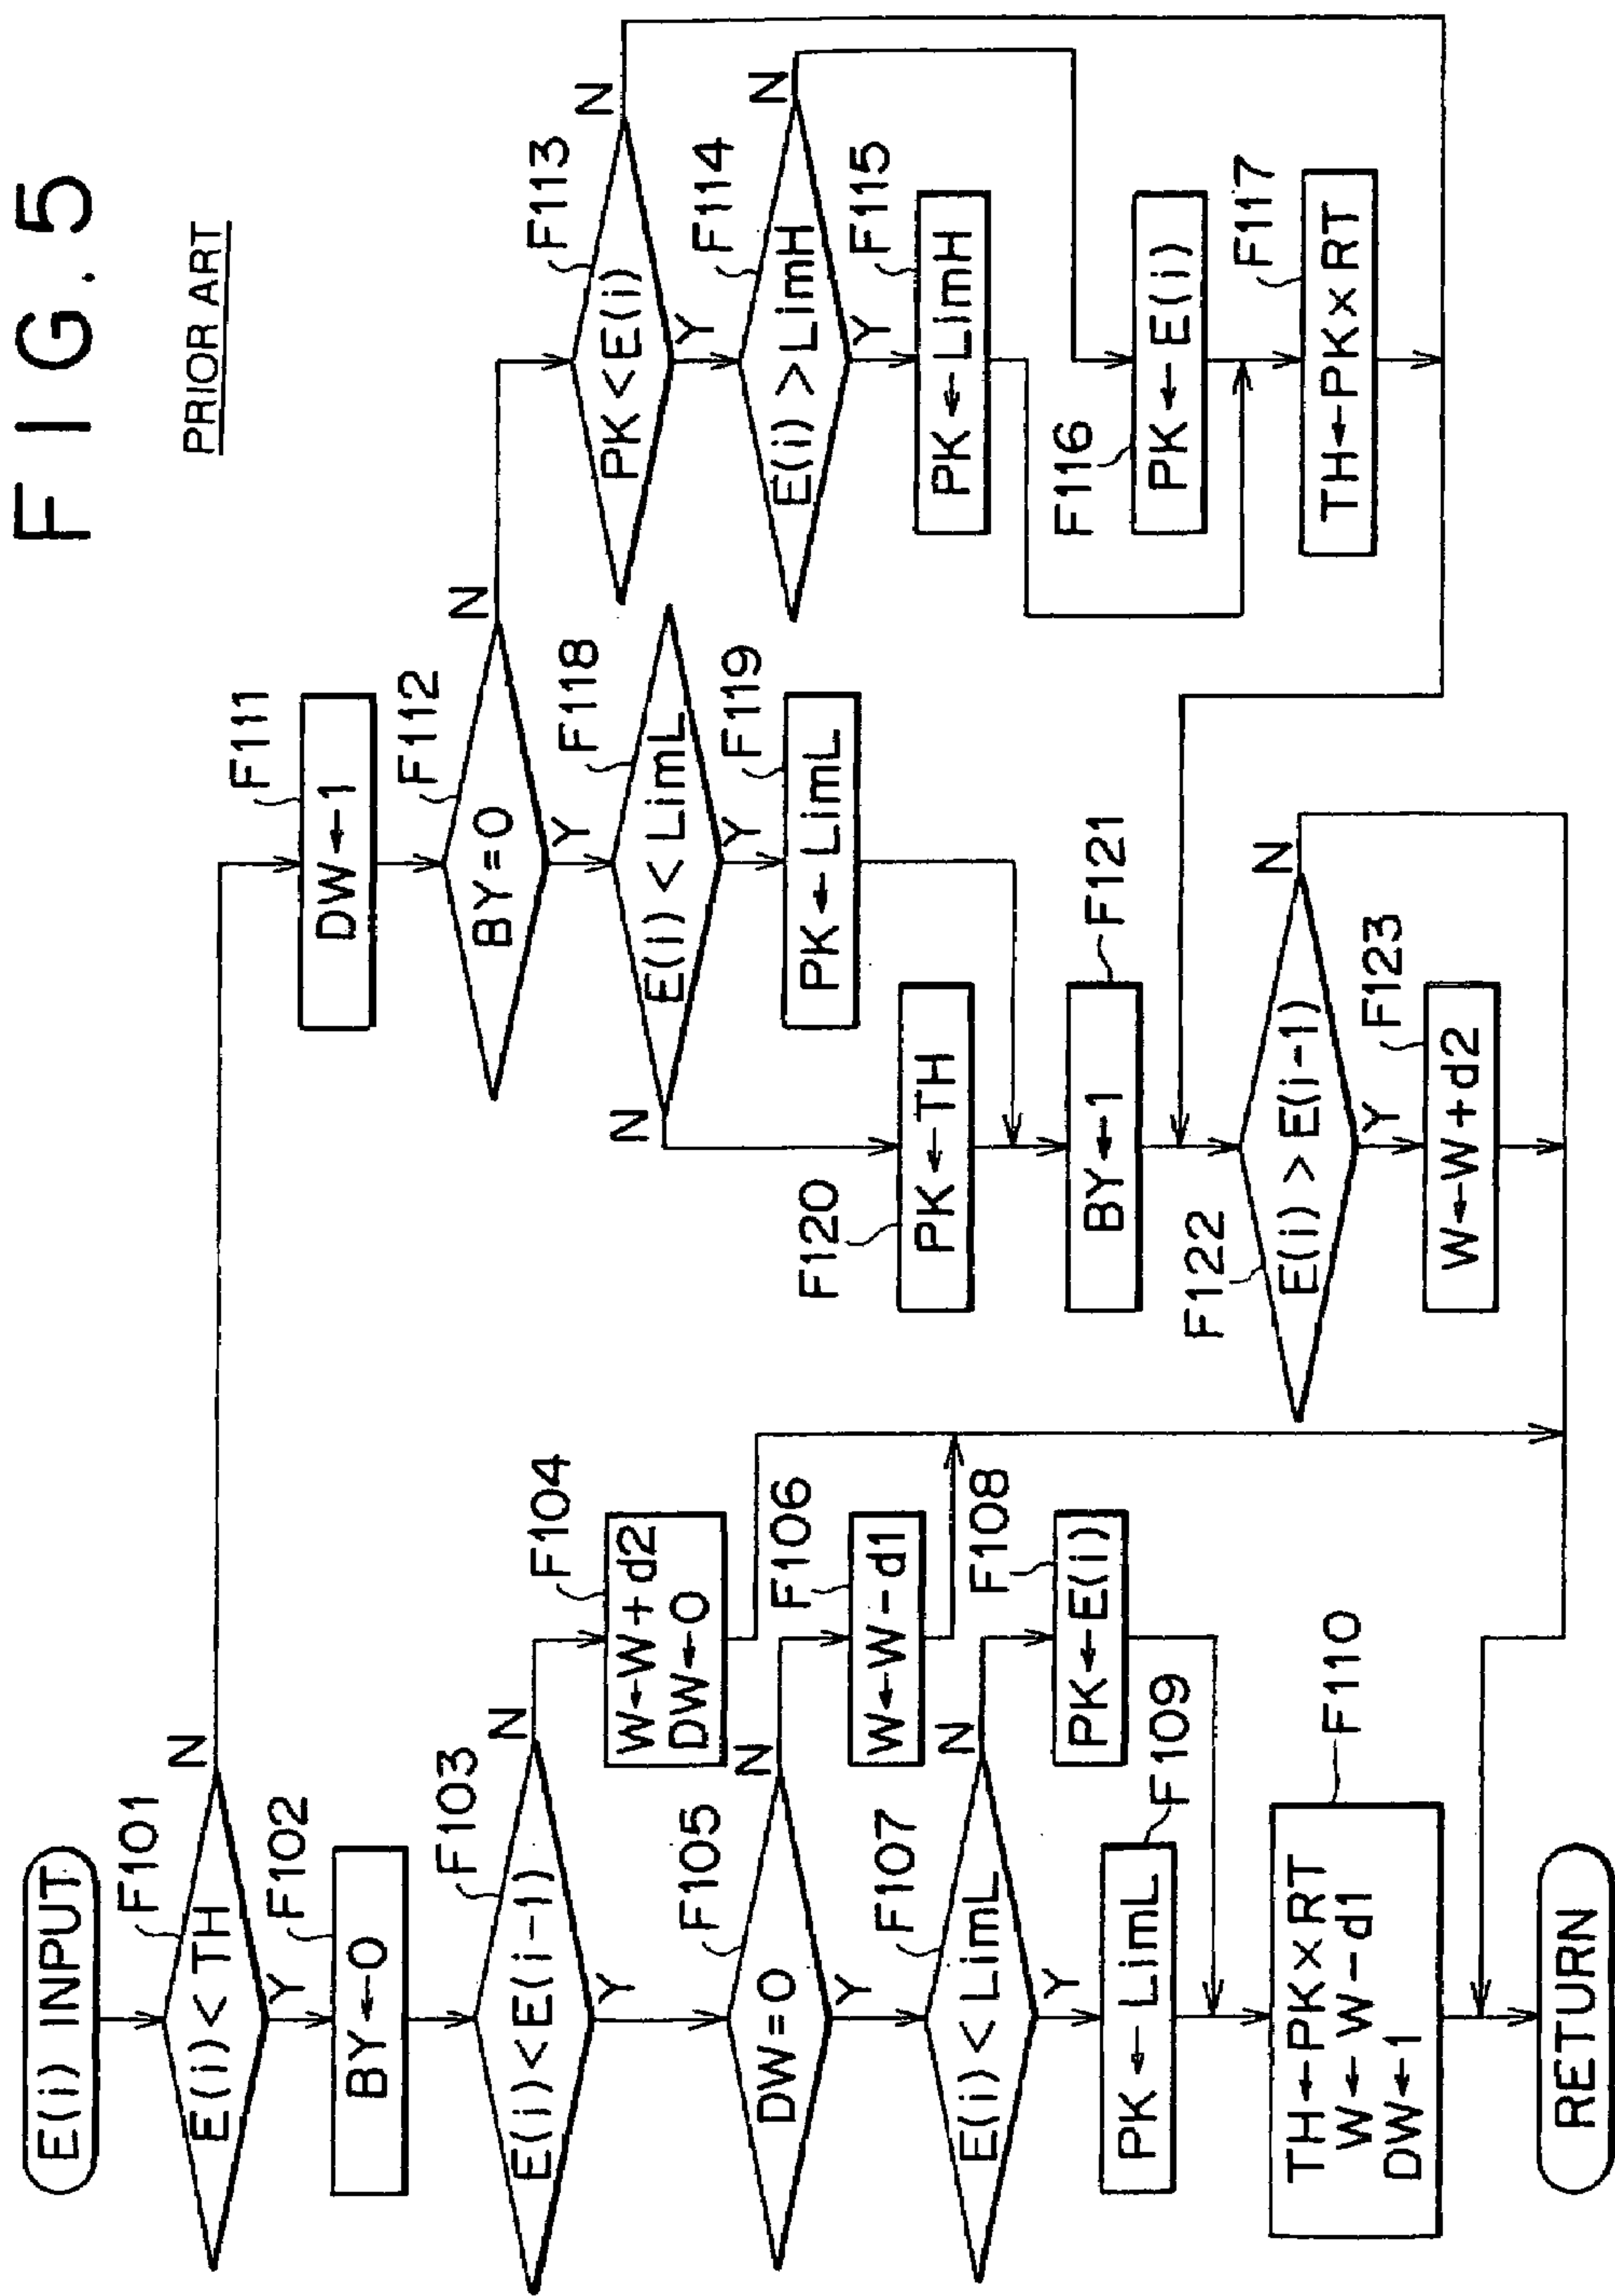 FIG. 5
PRIOR ART
E(i) INPUT
F101
E(i) < TH
N
Y
F102
BY←0
F103
E(i) < E(i-1)
N
Y
F104
W←W+d2
DW←0
F105
DW=0
N
Y
F106
W←W-d1
F107
E(i) < LimL
N
Y
F108
PK←E(i)
F109
PK←LimL
F110
TH←PK×RT
W←W-d1
DW←1
RETURN
F111
DW←1
F112
BY=0
N
Y
F113
PK < E(i)
N
Y
F114
E(i) > LimH
N
Y
F115
PK←LimH
F116
PK←E(i)
F117
TH←PK×RT
F118
E(i) < LimL
N
Y
F119
PK←LimL
F120
PK←TH
F121
BY←1
F122
E(i) > E(i-1)
N
Y
F123
W←W+d2